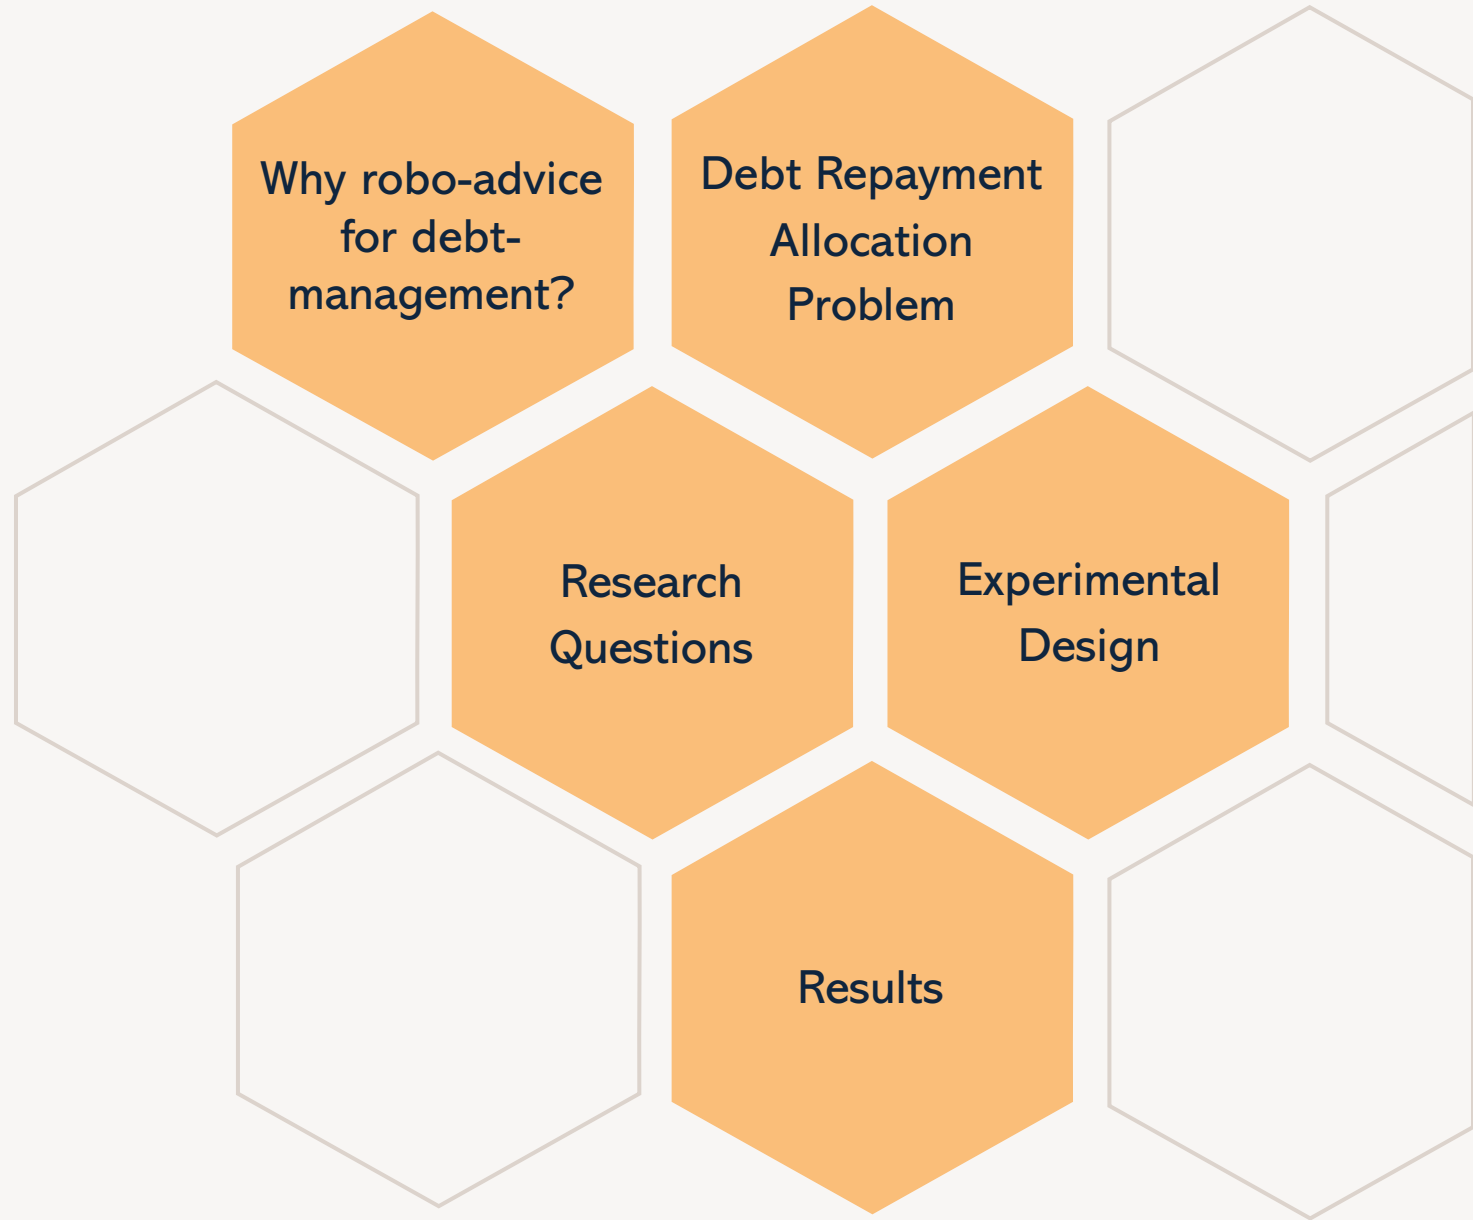 Why robo-advice
for debt-
management?
Debt Repayment
Allocation
Problem
Research
Questions
Experimental
Design
Results